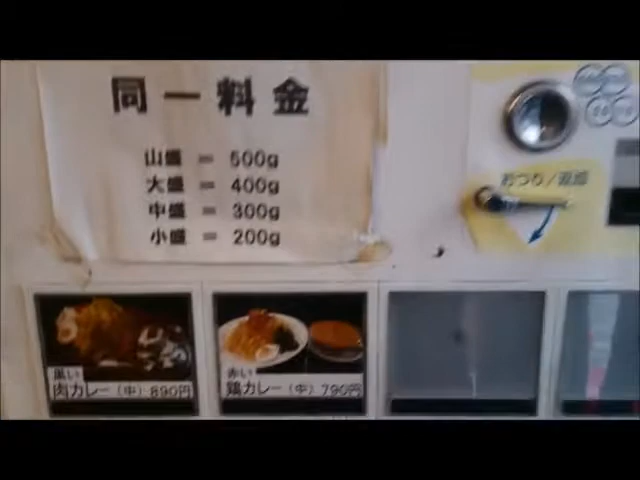 同一料金
山盛 = 500g
大盛 = 400g
中盛 = 300g
小盛 = 200g
おつり/返却
黒い
肉カレー (中) 890円
赤い
鶏カレー (中) 790円